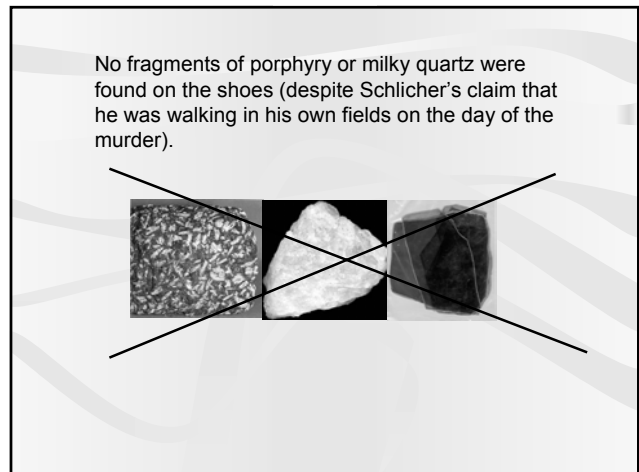 No fragments of porphyry or milky quartz were
found on the shoes (despite Schlicher’s claim that
he was walking in his own fields on the day of the
murder).